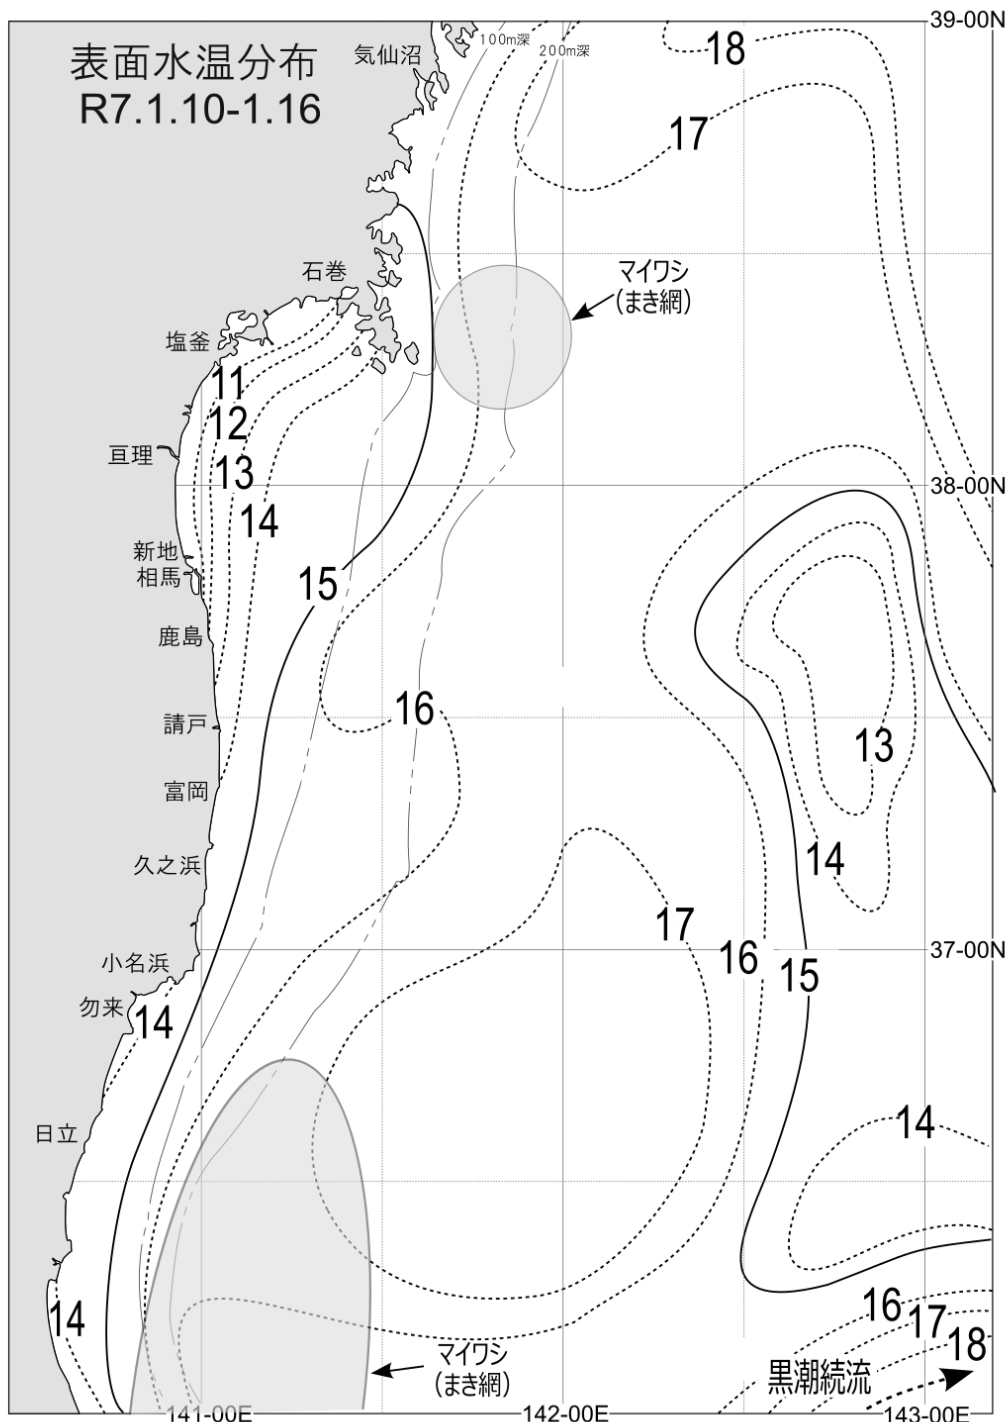 39-00N
表面水温分布
R7.1.10-1.16
気仙沼
100m深
200m深
18
17
石巻
マイワシ
(まき網)
塩釜
11
12
亘理
13
38-00N
14
新地
相馬
15
鹿島
16
請戸
13
富岡
久之浜
14
17
37-00N
小名浜
16
15
勿来
14
日立
14
14
16
17
18
マイワシ
(まき網)
黒潮続流
141-00E
142-00E
143-00E